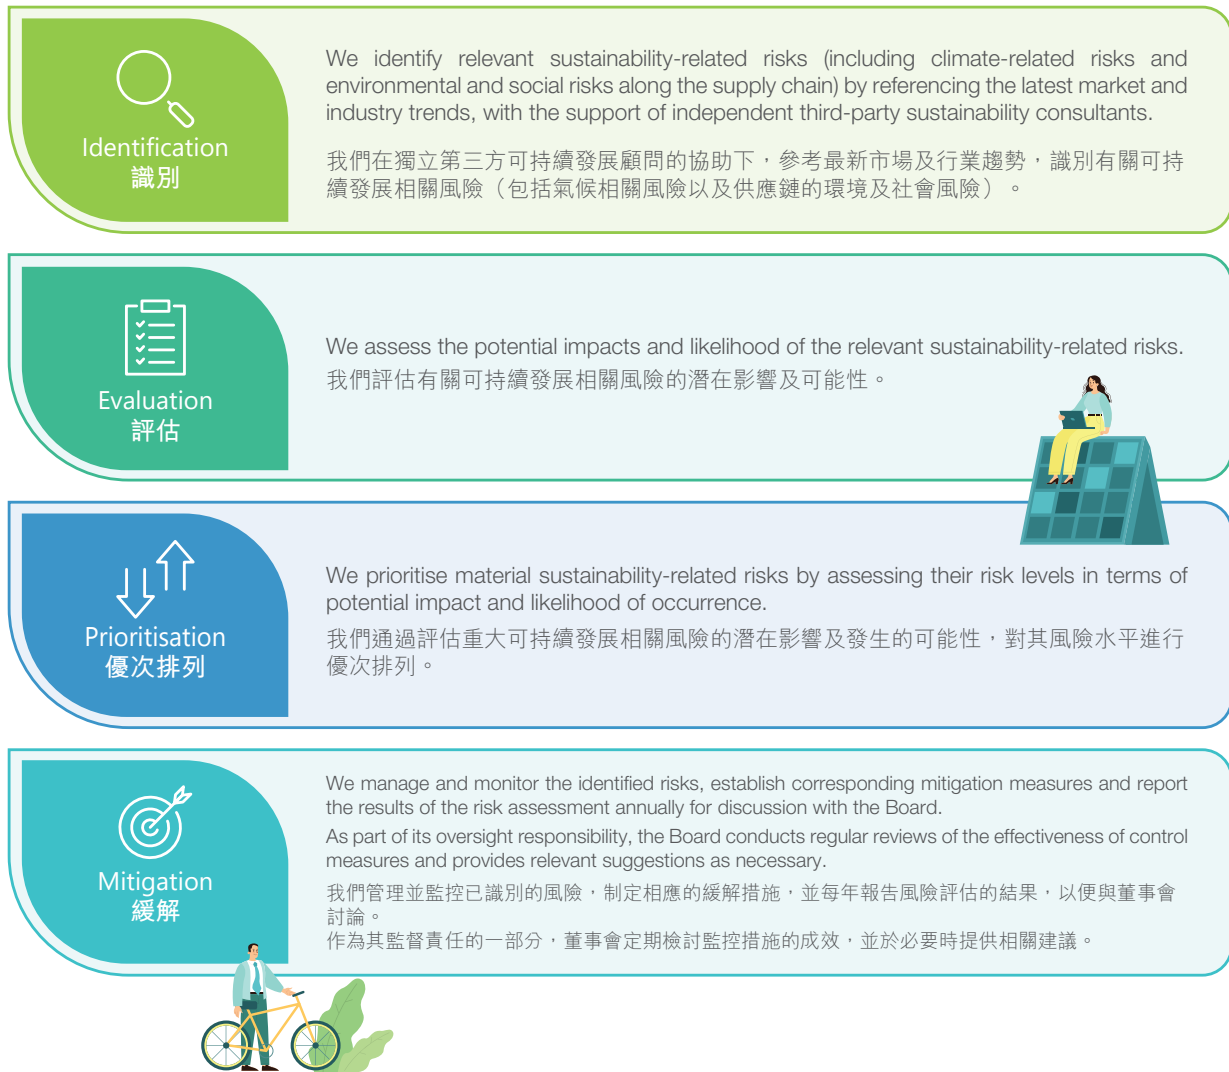 Identification
識別
We identify relevant sustainability-related risks (including climate-related risks and
environmental and social risks along the supply chain) by referencing the latest market and
industry trends, with the support of independent third-party sustainability consultants.
我們在獨立第三方可持續發展顧問的協助下，參考最新市場及行業趨勢，識別有關可持
續發展相關風險（包括氣候相關風險以及供應鏈的環境及社會風險）。
Evaluation
評估
We assess the potential impacts and likelihood of the relevant sustainability-related risks.
我們評估有關可持續發展相關風險的潛在影響及可能性。
Prioritisation
優次排列
We prioritise material sustainability-related risks by assessing their risk levels in terms of
potential impact and likelihood of occurrence.
我們通過評估重大可持續發展相關風險的潛在影響及發生的可能性，對其風險水平進行
優次排列。
Mitigation
緩解
We manage and monitor the identified risks, establish corresponding mitigation measures and report
the results of the risk assessment annually for discussion with the Board.
As part of its oversight responsibility, the Board conducts regular reviews of the effectiveness of control
measures and provides relevant suggestions as necessary.
我們管理並監控已識別的風險，制定相應的緩解措施，並每年報告風險評估的結果，以便與董事會
討論。
作為其監督責任的一部分，董事會定期檢討監控措施的成效，並於必要時提供相關建議。